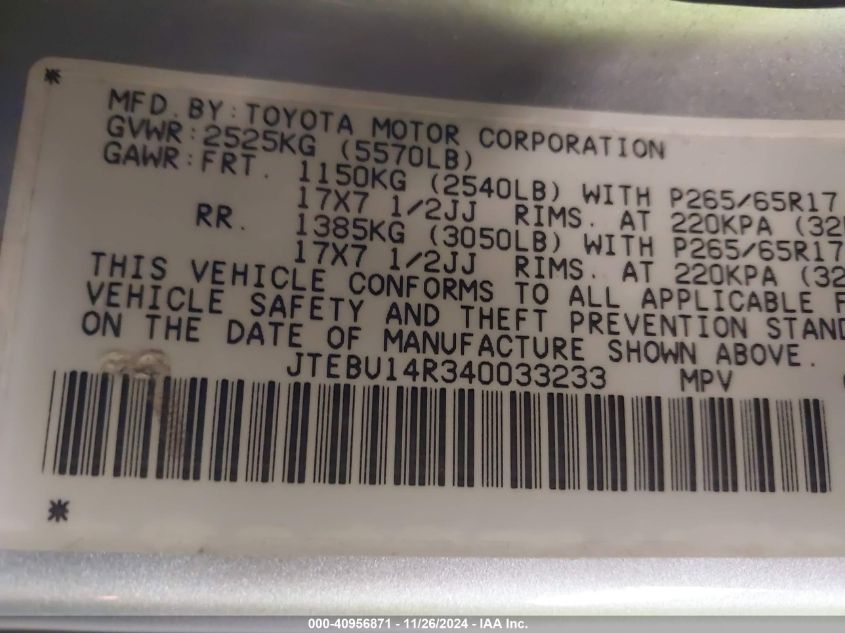 MFD. BY: TOYOTA MOTOR CORPORATION
GVWR: 2525KG (5570LB)
GAWR: FRT. 1150KG (2540LB) WITH P265/65R17
17X7 1/2JJ RIMS. AT 220KPA (32
RR. 1385KG (3050LB) WITH P265/65R17
17X7 1/2JJ RIMS. AT 220KPA (32
THIS VEHICLE CONFORMS TO ALL APPLICABLE F
VEHICLE SAFETY AND THEFT PREVENTION STAND
ON THE DATE OF MANUFACTURE SHOWN ABOVE.
JTEBU14R340033233 MPV
000-40956871 - 11/26/2024 - IAA Inc.